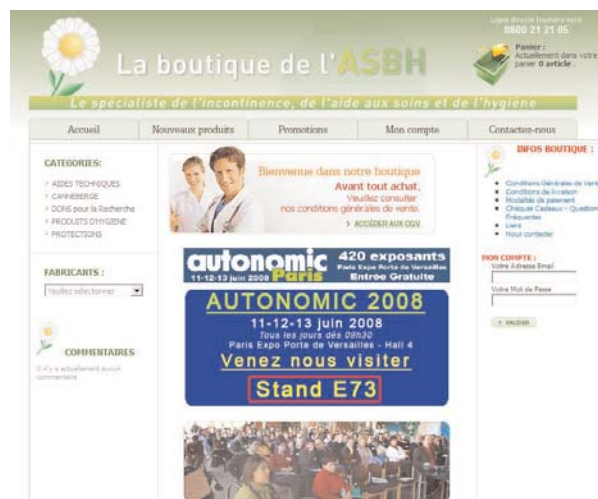 Ligne directe (numéro vert)
0800 21 21 05
Panier :
Actuellement dans votre
panier 0 article .
La boutique de l'ASBH
Le spécialiste de l'incontinence, de l'aide aux soins et de l'hygiène
Accueil
Nouveaux produits
Promotions
Mon compte
Contactez-nous
CATEGORIES:
AIDES TECHNIQUES
CANNEBERGE
DONS pour la Recherche
PRODUITS D'HYGIENE
PROTECTIONS
FABRICANTS :
Veuillez sélectionner
COMMENTAIRES
Il n'y a actuellement aucun
commentaire
Bienvenue dans notre boutique
Avant tout achat,
Veuillez consulter
nos conditions générales de vente.
> ACCÉDER AUX CGV
autonomic
11-12-13 juin 2008 Paris
420 exposants
Paris Expo Porte de Versailles
Entrée Gratuite
AUTONOMIC 2008
11-12-13 juin 2008
Tous les jours dès 09h30
Paris Expo Porte de Versailles - Hall 4
Venez nous visiter
Stand E73
INFOS BOUTIQUE :
Conditions Générales de Vent
Conditions de livraison
Modalités de paiement
Chèques Cadeaux - Question
Fréquentes
Liens
Nous contacter
MON COMPTE :
Votre Adresse Email
Votre Mot de Passe
> VALIDER